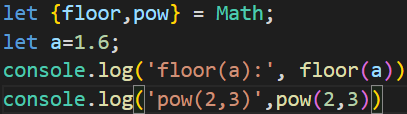 let {floor,pow} = Math;
let a=1.6;
console.log('floor(a):', floor(a))
console.log('pow(2,3)',pow(2,3))